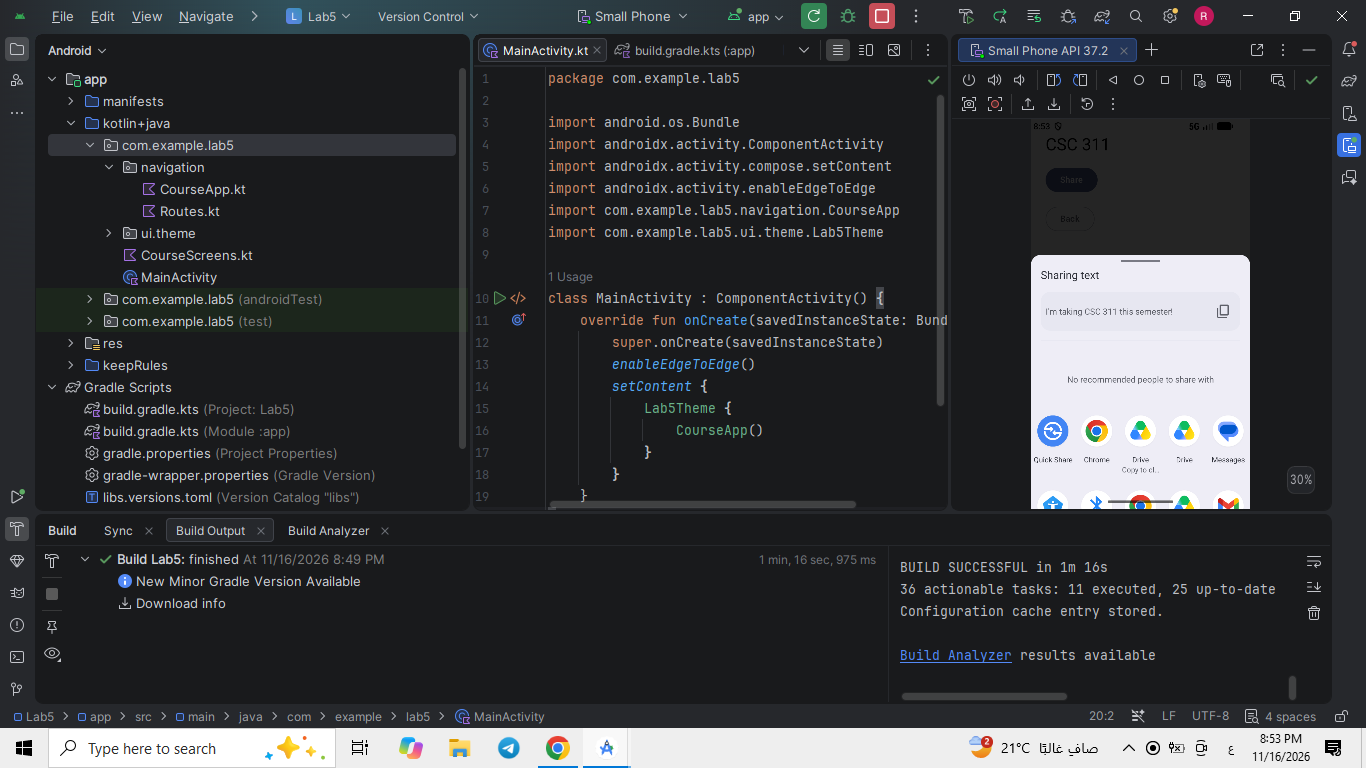 File Edit View Navigate L Lab5 Version Control Small Phone app R
Android
app
manifests
kotlin+java
com.example.lab5
navigation
CourseApp.kt
Routes.kt
ui.theme
CourseScreens.kt
MainActivity
com.example.lab5 (androidTest)
com.example.lab5 (test)
res
keepRules
Gradle Scripts
build.gradle.kts (Project: Lab5)
build.gradle.kts (Module :app)
gradle.properties (Project Properties)
gradle-wrapper.properties (Gradle Version)
libs.versions.toml (Version Catalog "libs")
MainActivity.kt build.gradle.kts (:app)
1 package com.example.lab5
2
3 import android.os.Bundle
4 import androidx.activity.ComponentActivity
5 import androidx.activity.compose.setContent
6 import androidx.activity.enableEdgeToEdge
7 import com.example.lab5.navigation.CourseApp
8 import com.example.lab5.ui.theme.Lab5Theme
9
1 Usage
10 class MainActivity : ComponentActivity() {
11 override fun onCreate(savedInstanceState: Bund
12 super.onCreate(savedInstanceState)
13 enableEdgeToEdge()
14 setContent {
15 Lab5Theme {
16 CourseApp()
17 }
18 }
19 }
Small Phone API 37.2
8:53 5G
CSC 311
Share
Back
Sharing text
I'm taking CSC 311 this semester!
No recommended people to share with
Quick Share Chrome Drive Drive Messages
Copy to cl...
30%
Build Sync Build Output Build Analyzer
Build Lab5: finished At 11/16/2026 8:49 PM 1 min, 16 sec, 975 ms
New Minor Gradle Version Available
Download info
BUILD SUCCESSFUL in 1m 16s
36 actionable tasks: 11 executed, 25 up-to-date
Configuration cache entry stored.
Build Analyzer results available
Lab5 > app > src > main > java > com > example > lab5 > MainActivity 20:2 LF UTF-8 4 spaces
Type here to search
2 21°C صافٍ غالبًا ع 8:53 PM
11/16/2026